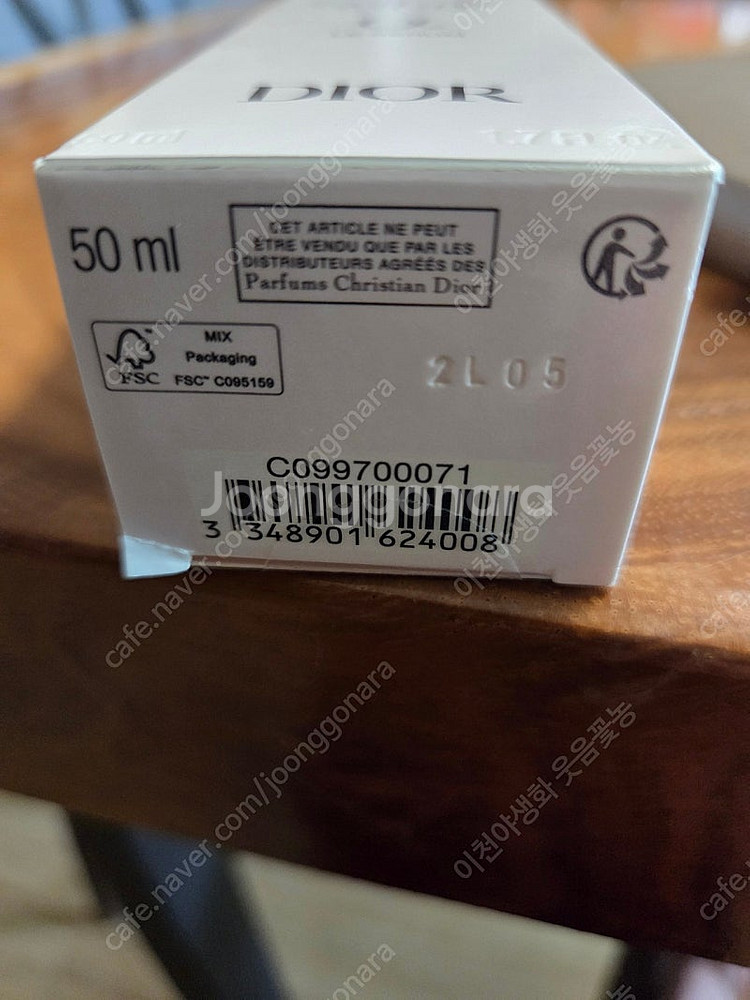 DIOR
50 ml
CET ARTICLE NE PEUT
ÊTRE VENDU QUE PAR LES
DISTRIBUTEURS AGRÉÉS DES
Parfums Christian Dior
MIX
Packaging
FSC
FSC™ C095159
2L05
C099700071
Joonggonara
3 348901 624008
cafe.naver.com/joonggonara
이천야생화 웃음꽃농